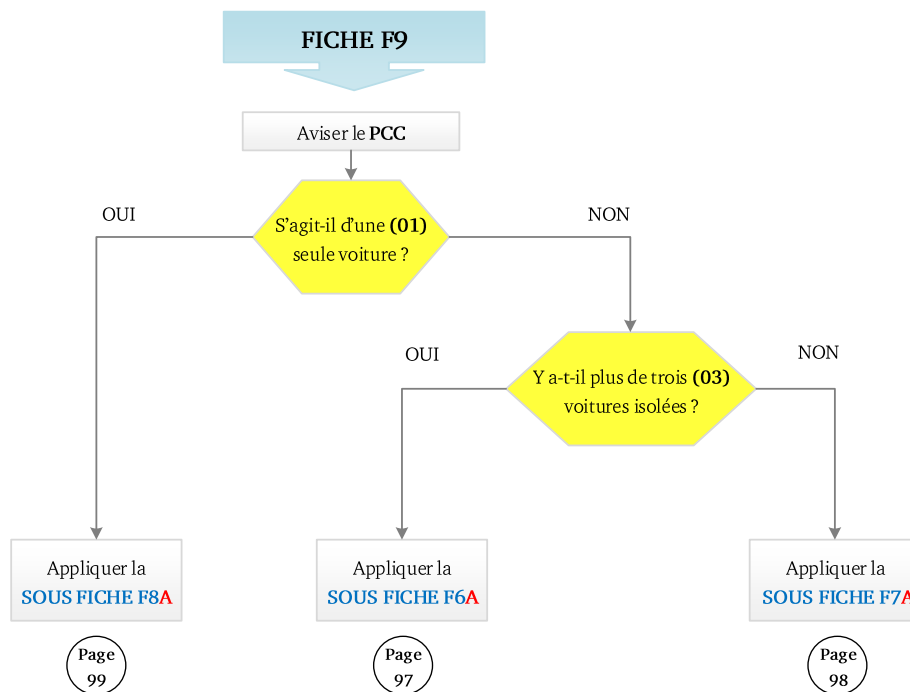 FICHE F9
Aviser le PCC
OUI
NON
S’agit-il d’une (01)
seule voiture ?
OUI
NON
Y a-t-il plus de trois (03)
voitures isolées ?
Appliquer la
SOUS FICHE F8A
Appliquer la
SOUS FICHE F6A
Appliquer la
SOUS FICHE F7A
Page
99
Page
97
Page
98